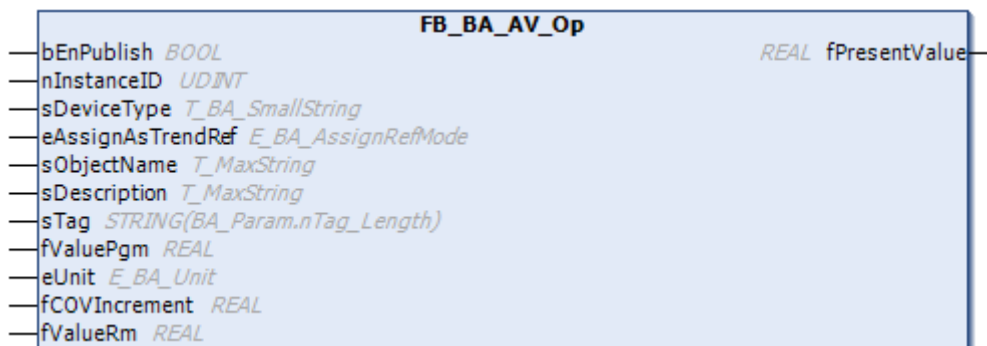 FB_BA_AV_Op
bEnPublish BOOL REAL fPresentValue
nInstanceID UDINT
sDeviceType T_BA_SmallString
eAssignAsTrendRef E_BA_AssignRefMode
sObjectName T_MaxString
sDescription T_MaxString
sTag STRING(BA_Param.nTag_Length)
fValuePgm REAL
eUnit E_BA_Unit
fCOVIncrement REAL
fValueRm REAL